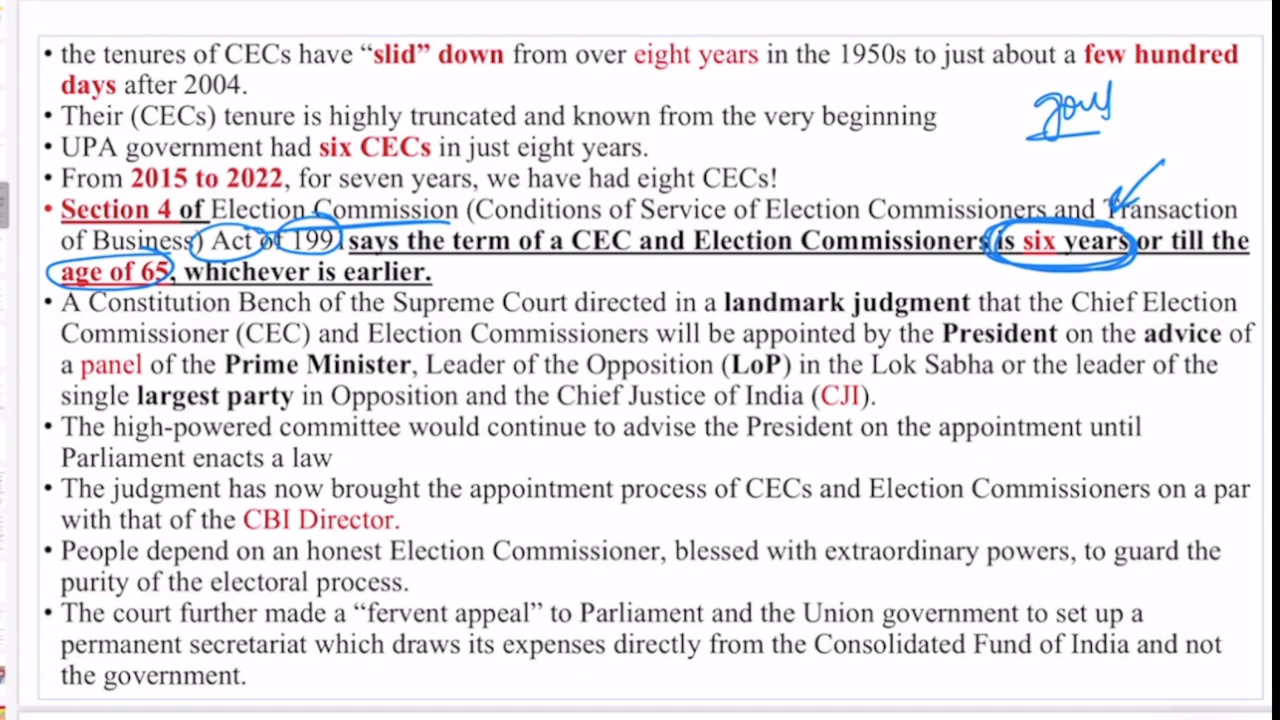 • the tenures of CECs have “slid” down from over eight years in the 1950s to just about a few hundred
days after 2004.
• Their (CECs) tenure is highly truncated and known from the very beginning
• UPA government had six CECs in just eight years.
• From 2015 to 2022, for seven years, we have had eight CECs!
• Section 4 of Election Commission (Conditions of Service of Election Commissioners and Transaction
of Business) Act of 1991 says the term of a CEC and Election Commissioners is six years or till the
age of 65, whichever is earlier.
• A Constitution Bench of the Supreme Court directed in a landmark judgment that the Chief Election
Commissioner (CEC) and Election Commissioners will be appointed by the President on the advice of
a panel of the Prime Minister, Leader of the Opposition (LoP) in the Lok Sabha or the leader of the
single largest party in Opposition and the Chief Justice of India (CJI).
• The high-powered committee would continue to advise the President on the appointment until
Parliament enacts a law
• The judgment has now brought the appointment process of CECs and Election Commissioners on a par
with that of the CBI Director.
• People depend on an honest Election Commissioner, blessed with extraordinary powers, to guard the
purity of the electoral process.
• The court further made a “fervent appeal” to Parliament and the Union government to set up a
permanent secretariat which draws its expenses directly from the Consolidated Fund of India and not
the government.